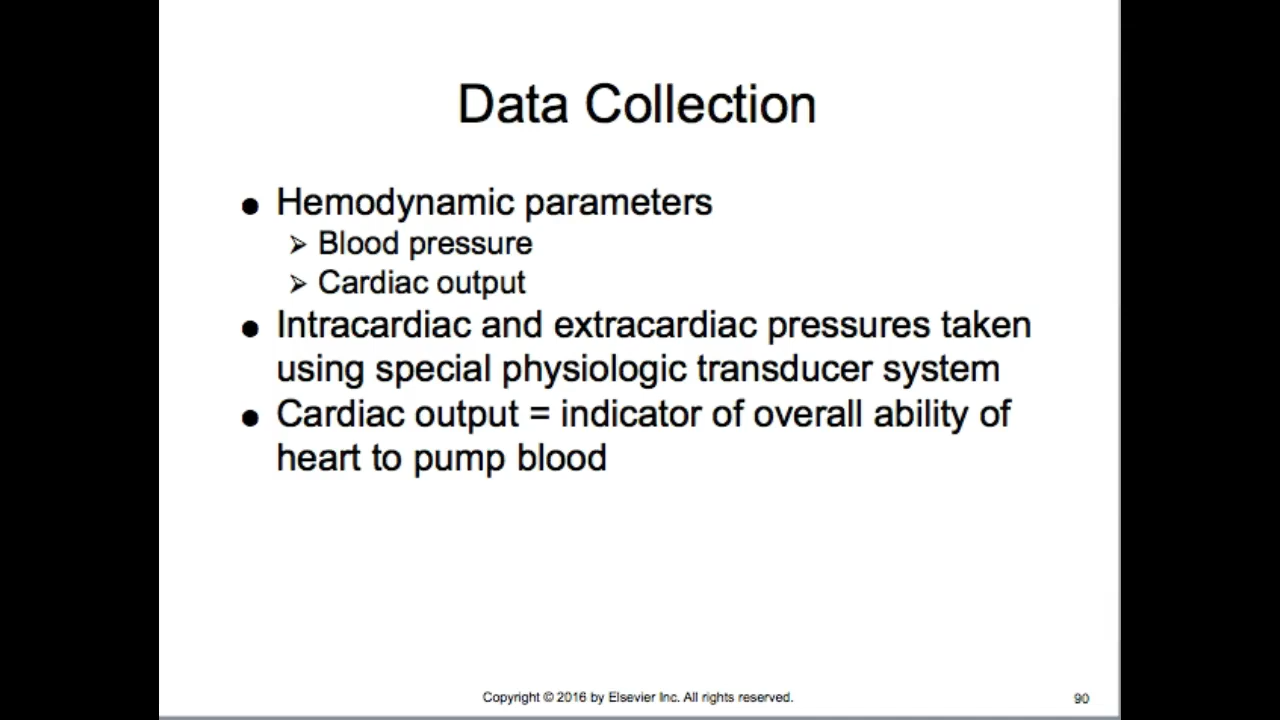 Data Collection
● Hemodynamic parameters
➢ Blood pressure
➢ Cardiac output
● Intracardiac and extracardiac pressures taken
using special physiologic transducer system
● Cardiac output = indicator of overall ability of
heart to pump blood
Copyright © 2016 by Elsevier Inc. All rights reserved.
90